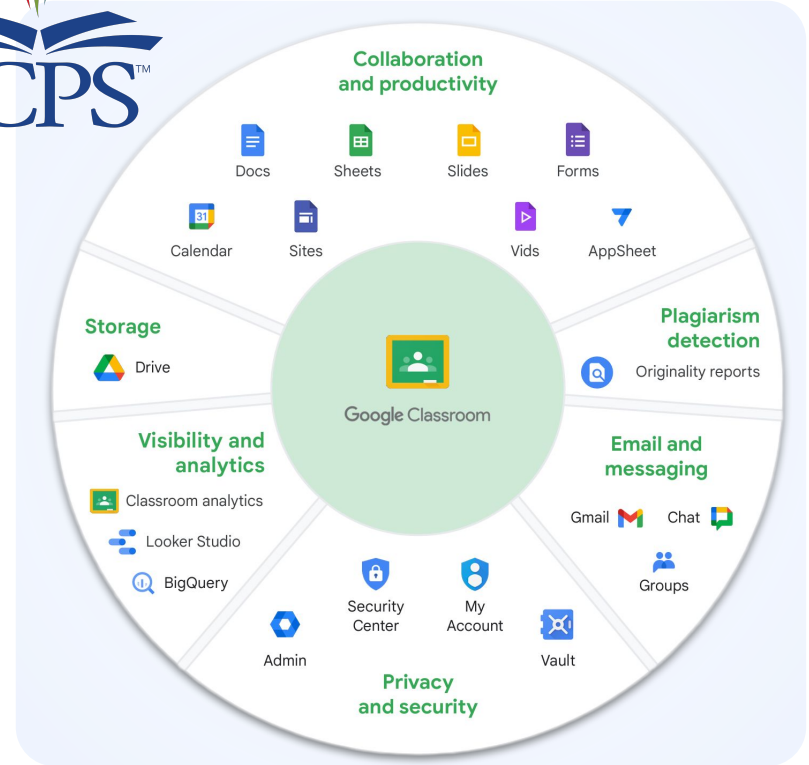 CPS™
Collaboration
and productivity
Docs
Sheets
Slides
Forms
31
Calendar
Sites
Vids
AppSheet
Storage
Drive
Plagiarism
detection
Originality reports
Google Classroom
Visibility and
analytics
Classroom analytics
Looker Studio
BigQuery
Email and
messaging
Gmail
Chat
Groups
Security
Center
My
Account
Admin
Vault
Privacy
and security